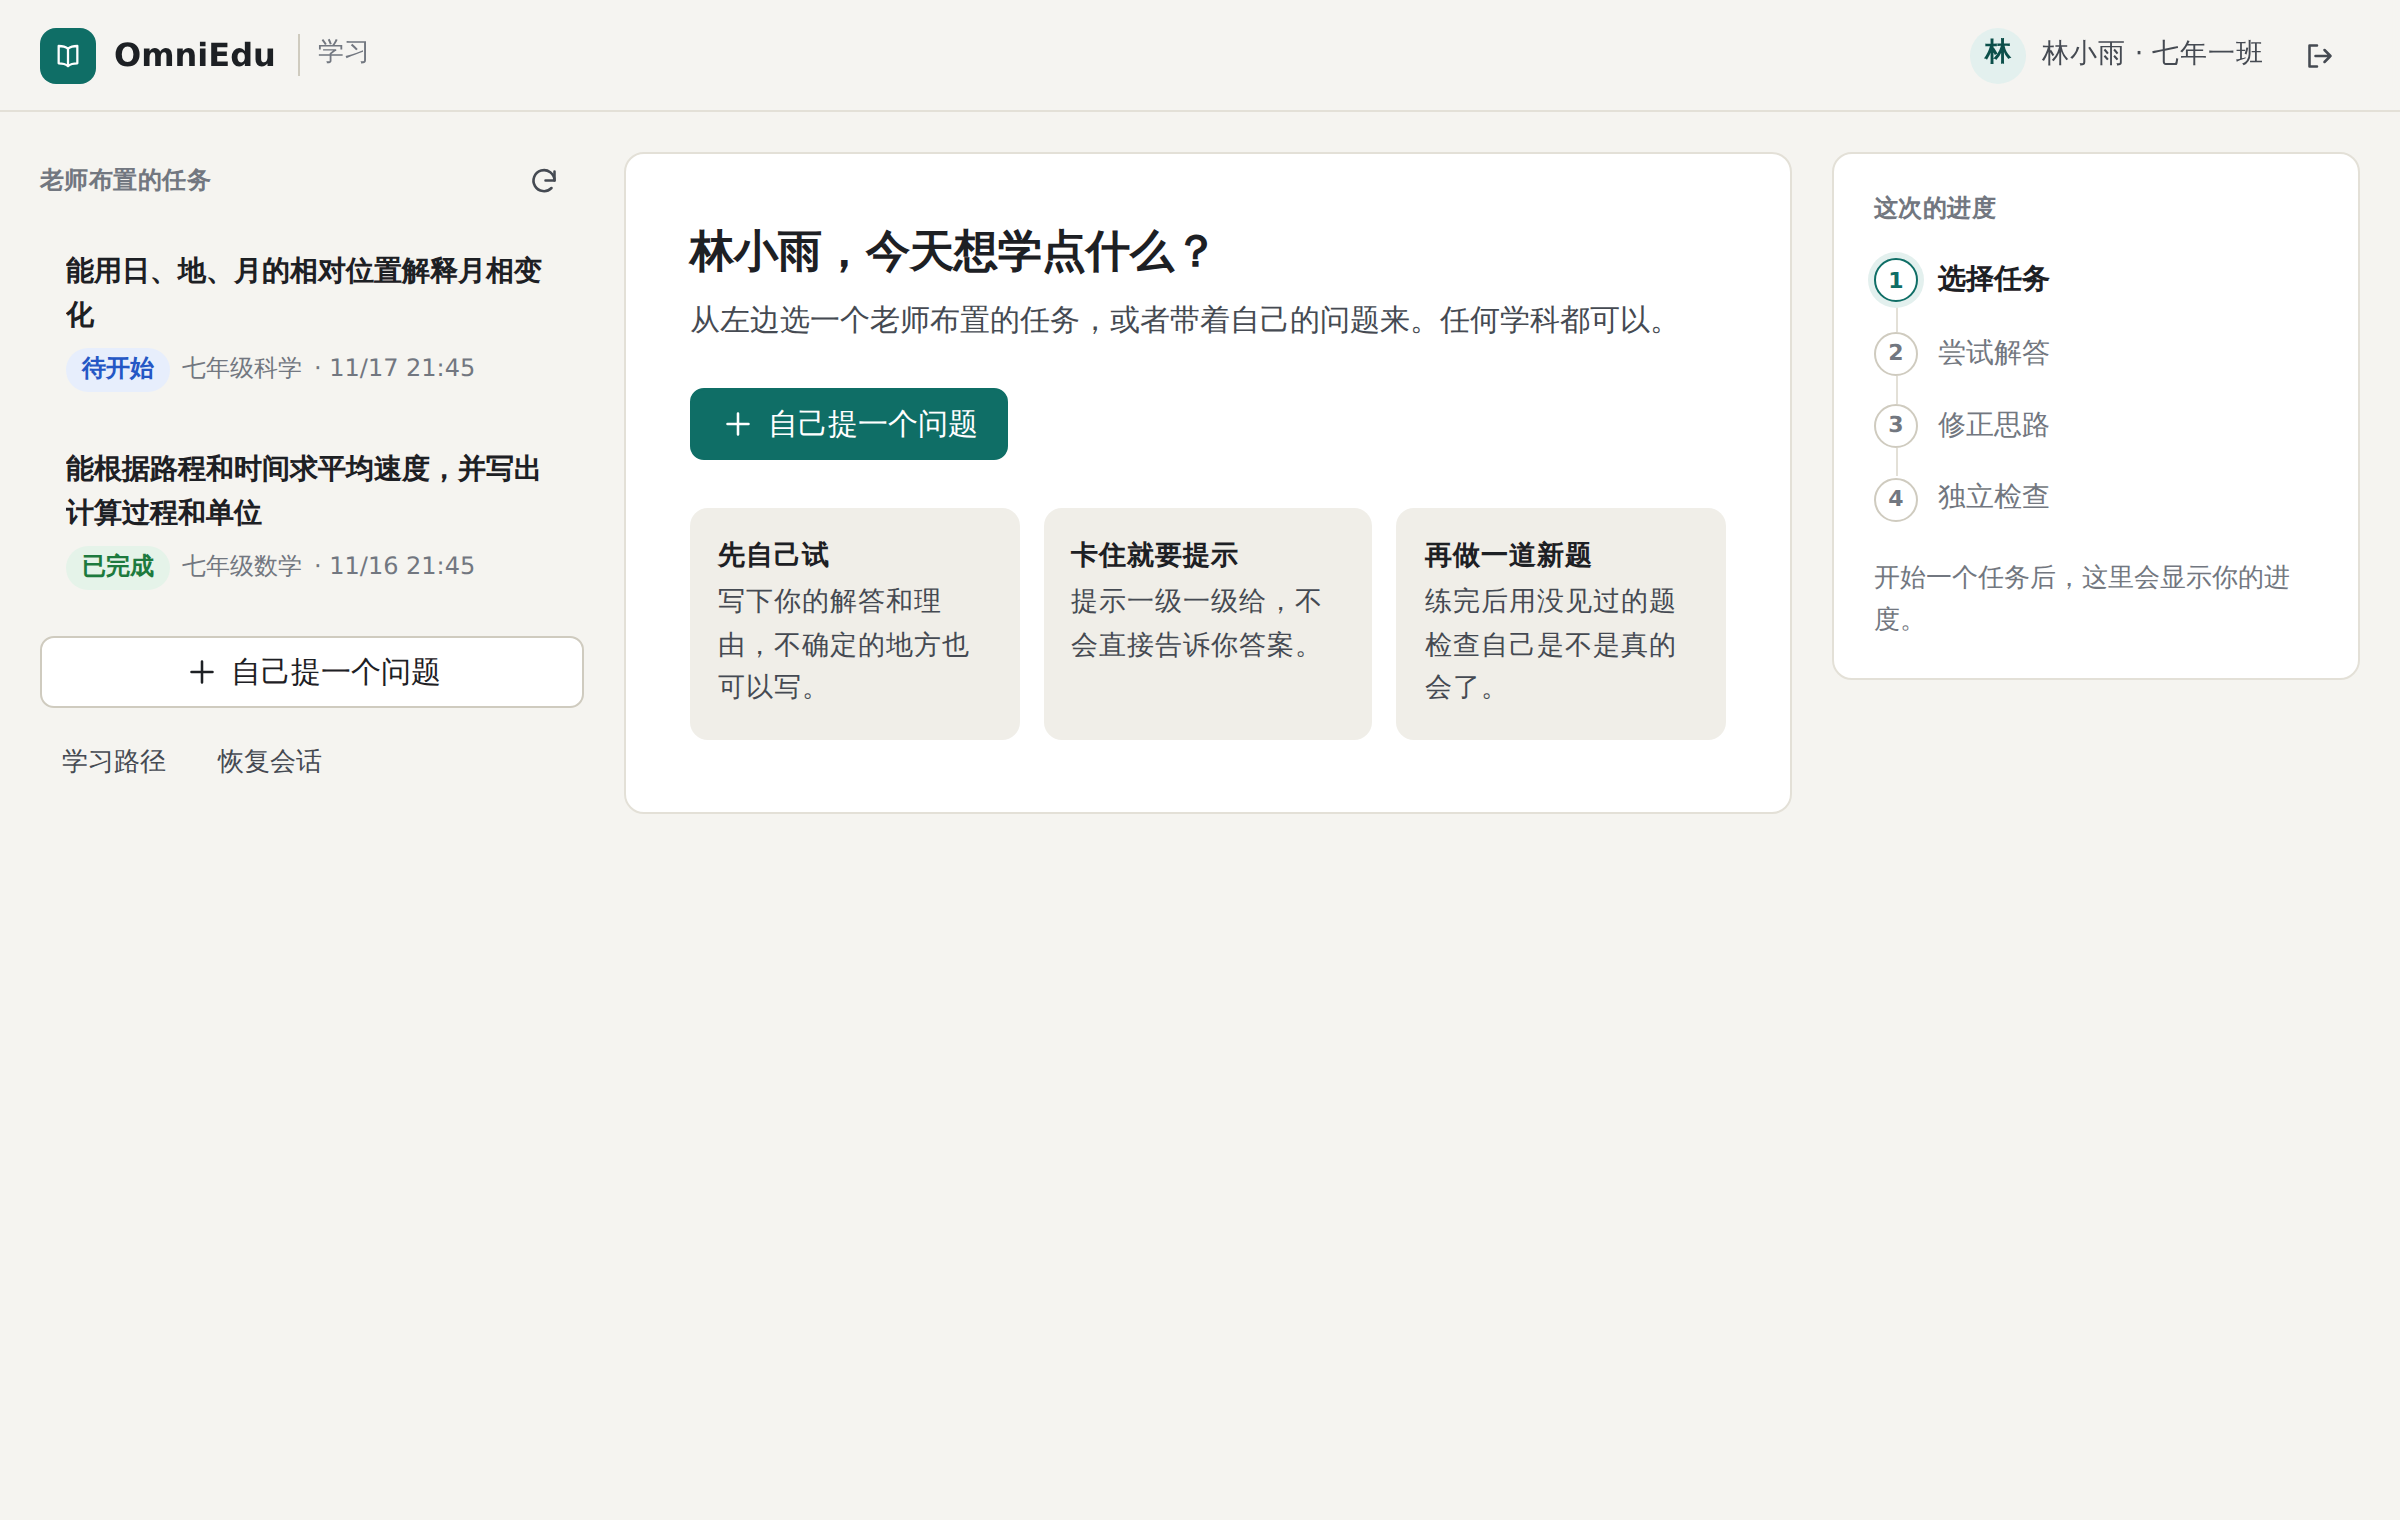 OmniEdu
学习
林
林小雨 · 七年一班
老师布置的任务
能用日、地、月的相对位置解释月相变
化
待开始 七年级科学 · 11/17 21:45
能根据路程和时间求平均速度，并写出
计算过程和单位
已完成 七年级数学 · 11/16 21:45
自己提一个问题
学习路径
恢复会话
林小雨，今天想学点什么？
从左边选一个老师布置的任务，或者带着自己的问题来。任何学科都可以。
自己提一个问题
先自己试
写下你的解答和理
由，不确定的地方也
可以写。
卡住就要提示
提示一级一级给，不
会直接告诉你答案。
再做一道新题
练完后用没见过的题
检查自己是不是真的
会了。
这次的进度
1 选择任务
2 尝试解答
3 修正思路
4 独立检查
开始一个任务后，这里会显示你的进
度。